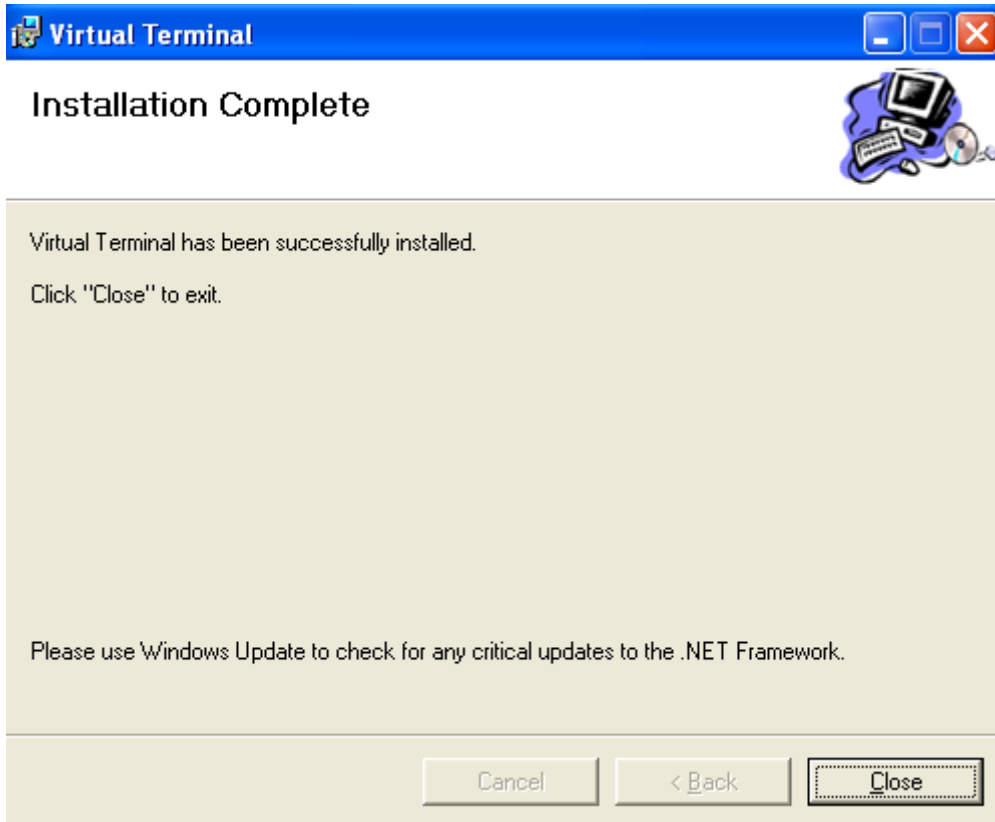 Virtual Terminal
Installation Complete
Virtual Terminal has been successfully installed.
Click "Close" to exit.
Please use Windows Update to check for any critical updates to the .NET Framework.
Cancel
< Back
Close